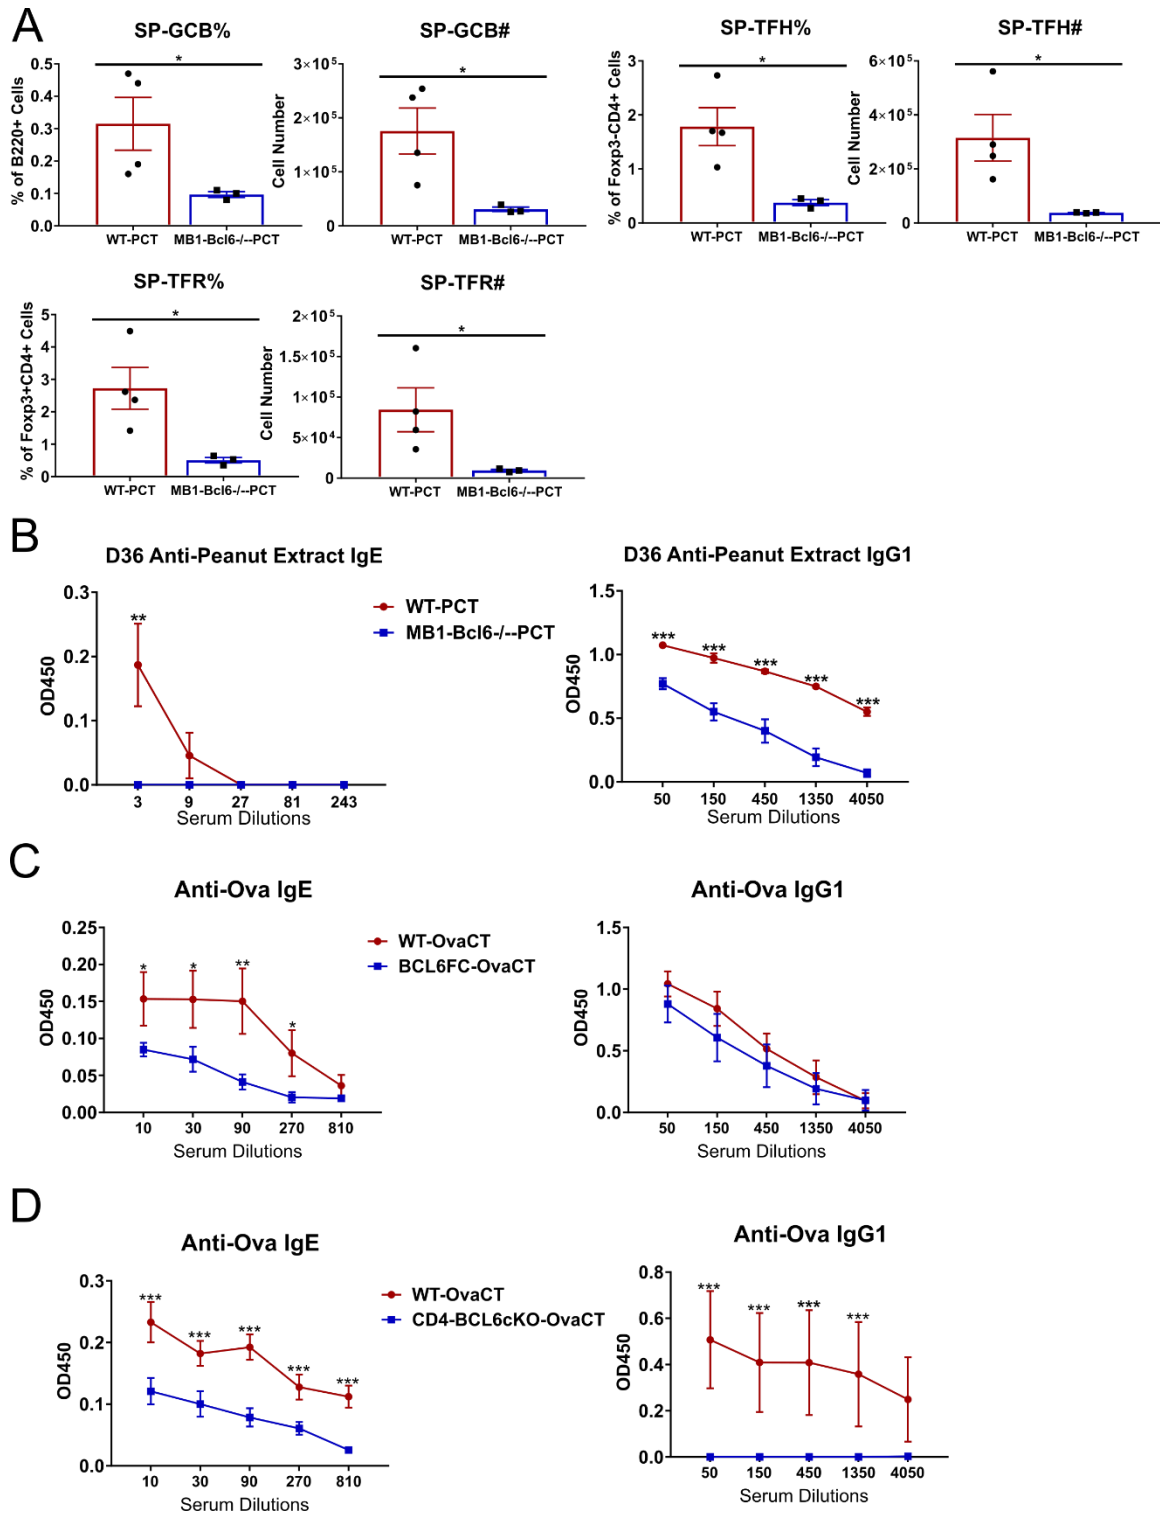 A
SP-GCB%
% of B220+ Cells
0.5
0.4
0.3
0.2
0.1
0.0
*
WT-PCT
MB1-Bcl6-/--PCT
SP-GCB#
Cell Number
3×10⁵
2×10⁵
1×10⁵
0
*
WT-PCT
MB1-Bcl6-/--PCT
SP-TFH%
% of Foxp3-CD4+ Cells
3
2
1
0
*
WT-PCT
MB1-Bcl6-/--PCT
SP-TFH#
Cell Number
6×10⁵
4×10⁵
2×10⁵
0
*
WT-PCT
MB1-Bcl6-/--PCT
SP-TFR%
% of Foxp3+CD4+ Cells
5
4
3
2
1
0
*
WT-PCT
MB1-Bcl6-/--PCT
SP-TFR#
Cell Number
2×10⁵
1.5×10⁵
1×10⁵
5×10⁴
0
*
WT-PCT
MB1-Bcl6-/--PCT
B
D36 Anti-Peanut Extract IgE
OD450
0.3
0.2
0.1
0.0
**
3 9 27 81 243
Serum Dilutions
WT-PCT
MB1-Bcl6-/--PCT
D36 Anti-Peanut Extract IgG1
OD450
1.5
1.0
0.5
0.0
*** *** *** *** ***
50 150 450 1350 4050
Serum Dilutions
C
Anti-Ova IgE
OD450
0.25
0.20
0.15
0.10
0.05
0.00
* * ** *
10 30 90 270 810
Serum Dilutions
WT-OvaCT
BCL6FC-OvaCT
Anti-Ova IgG1
OD450
1.5
1.0
0.5
0.0
50 150 450 1350 4050
Serum Dilutions
D
Anti-Ova IgE
OD450
0.3
0.2
0.1
0.0
*** *** *** *** ***
10 30 90 270 810
Serum Dilutions
WT-OvaCT
CD4-BCL6cKO-OvaCT
Anti-Ova IgG1
OD450
0.8
0.6
0.4
0.2
0.0
*** *** *** ***
50 150 450 1350 4050
Serum Dilutions